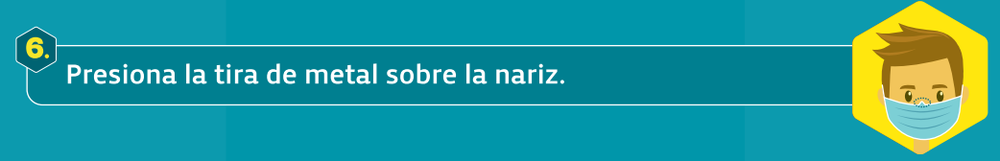 6.
Presiona la tira de metal sobre la nariz.